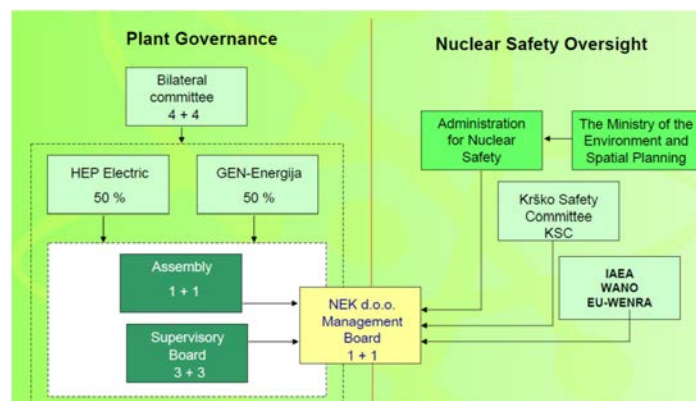 Plant Governance
Bilateral
committee
4 + 4
HEP Electric
50 %
GEN-Energija
50 %
Assembly
1 + 1
Supervisory
Board
3 + 3
NEK d.o.o.
Management
Board
1 + 1
Nuclear Safety Oversight
Administration
for Nuclear
Safety
The Ministry of the
Environment and
Spatial Planning
Krško Safety
Committee
KSC
IAEA
WANO
EU-WENRA